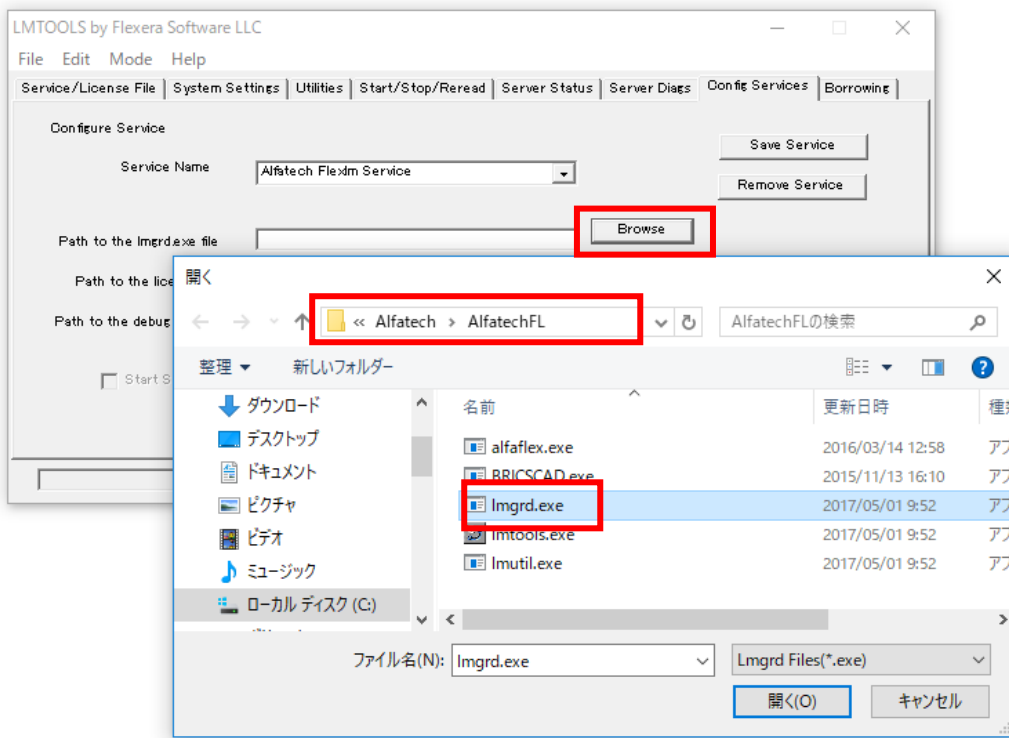 LMTOOLS by Flexera Software LLC
File Edit Mode Help
Service/License File System Settings Utilities Start/Stop/Reread Server Status Server Diags Config Services Borrowing
Configure Service
Save Service
Service Name Alfatech Flexlm Service
Remove Service
Path to the lmgrd.exe file Browse
Path to the
Path to the debug
Start
開く
« Alfatech > AlfatechFL AlfatechFLの検索
整理 新しいフォルダー
名前 更新日時
ダウンロード
デスクトップ
ドキュメント
ピクチャ
ビデオ
ミュージック
ローカル ディスク (C:)
alfaflex.exe 2016/03/14 12:58
BRICSCAD.exe 2015/11/13 16:10
lmgrd.exe 2017/05/01 9:52
lmtools.exe 2017/05/01 9:52
lmutil.exe 2017/05/01 9:52
ファイル名(N): lmgrd.exe Lmgrd Files(*.exe)
開く(O) キャンセル